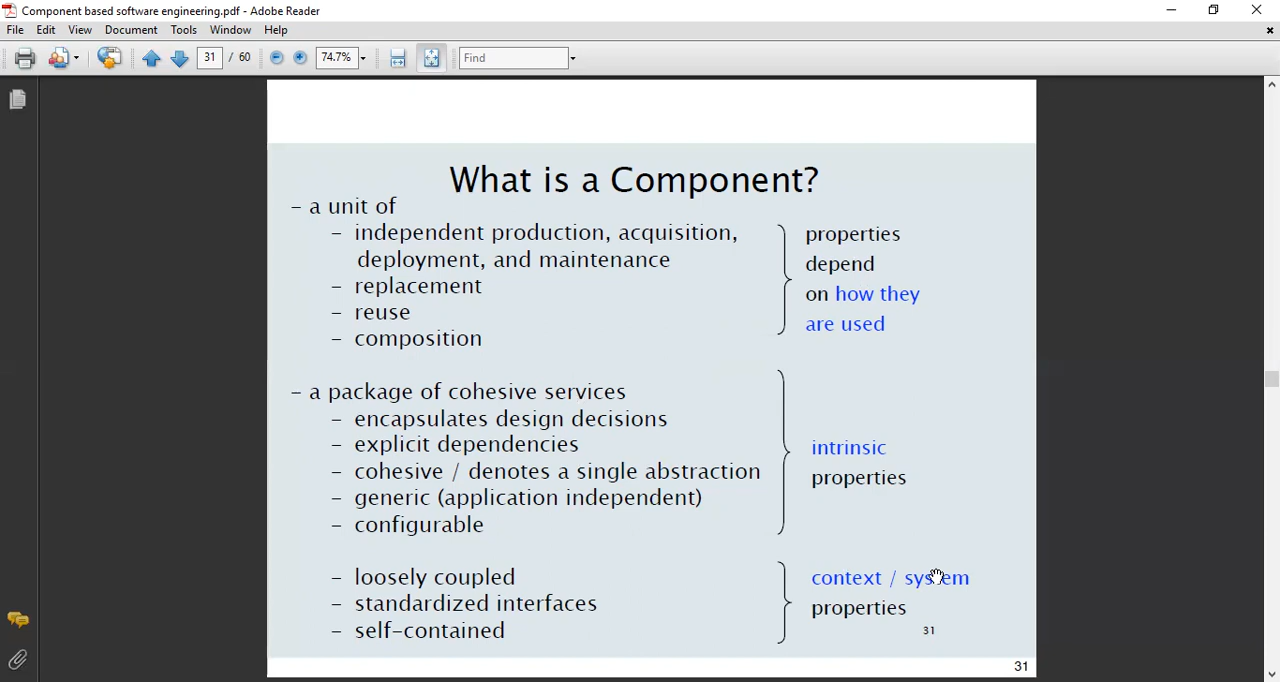 Component based software engineering.pdf - Adobe Reader
File Edit View Document Tools Window Help
31 / 60 74.7% Find
What is a Component?
– a unit of
– independent production, acquisition,
deployment, and maintenance
– replacement
– reuse
– composition
properties
depend
on how they
are used
– a package of cohesive services
– encapsulates design decisions
– explicit dependencies
– cohesive / denotes a single abstraction
– generic (application independent)
– configurable
intrinsic
properties
– loosely coupled
– standardized interfaces
– self-contained
context / system
properties
31
31